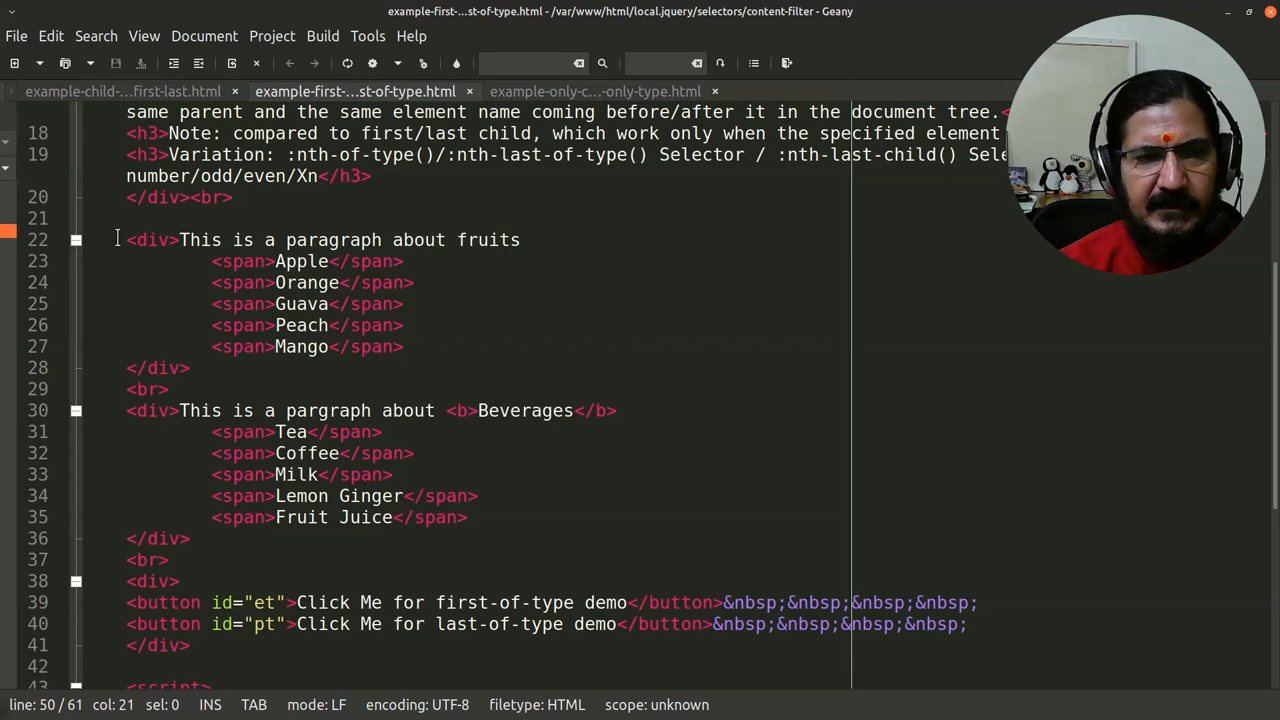 example-first-...st-of-type.html - /var/www/html/local.jquery/selectors/content-filter - Geany
File Edit Search View Document Project Build Tools Help
example-child-...first-last.html × example-first-...st-of-type.html × example-only-c...-only-type.html ×
same parent and the same element name coming before/after it in the document tree.<
18 <h3>Note: compared to first/last child, which work only when the specified element
19 <h3>Variation: :nth-of-type()/:nth-last-of-type() Selector / :nth-last-child() Sele
number/odd/even/Xn</h3>
20 </div><br>
21
22 <div>This is a paragraph about fruits
23 <span>Apple</span>
24 <span>Orange</span>
25 <span>Guava</span>
26 <span>Peach</span>
27 <span>Mango</span>
28 </div>
29 <br>
30 <div>This is a pargraph about <b>Beverages</b>
31 <span>Tea</span>
32 <span>Coffee</span>
33 <span>Milk</span>
34 <span>Lemon Ginger</span>
35 <span>Fruit Juice</span>
36 </div>
37 <br>
38 <div>
39 <button id="et">Click Me for first-of-type demo</button>&nbsp;&nbsp;&nbsp;&nbsp;
40 <button id="pt">Click Me for last-of-type demo</button>&nbsp;&nbsp;&nbsp;&nbsp;
41 </div>
42
43 <script>
line: 50 / 61 col: 21 sel: 0 INS TAB mode: LF encoding: UTF-8 filetype: HTML scope: unknown